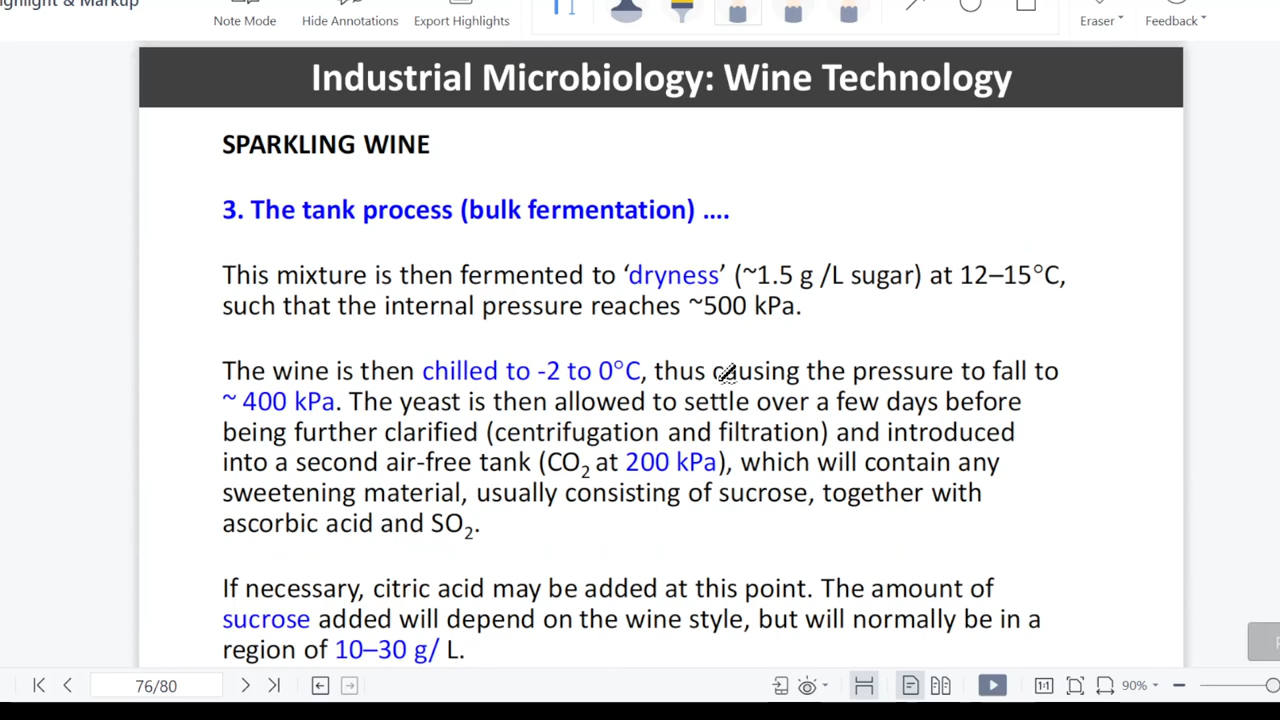 ighlight & Markup
Note Mode
Hide Annotations
Export Highlights
Eraser
Feedback
Industrial Microbiology: Wine Technology
SPARKLING WINE
3. The tank process (bulk fermentation) ....
This mixture is then fermented to ‘dryness’ (~1.5 g /L sugar) at 12–15°C,
such that the internal pressure reaches ~500 kPa.
The wine is then chilled to -2 to 0°C, thus causing the pressure to fall to
~ 400 kPa. The yeast is then allowed to settle over a few days before
being further clarified (centrifugation and filtration) and introduced
into a second air-free tank (CO₂ at 200 kPa), which will contain any
sweetening material, usually consisting of sucrose, together with
ascorbic acid and SO₂.
If necessary, citric acid may be added at this point. The amount of
sucrose added will depend on the wine style, but will normally be in a
region of 10–30 g/ L.
76/80
1:1
90%